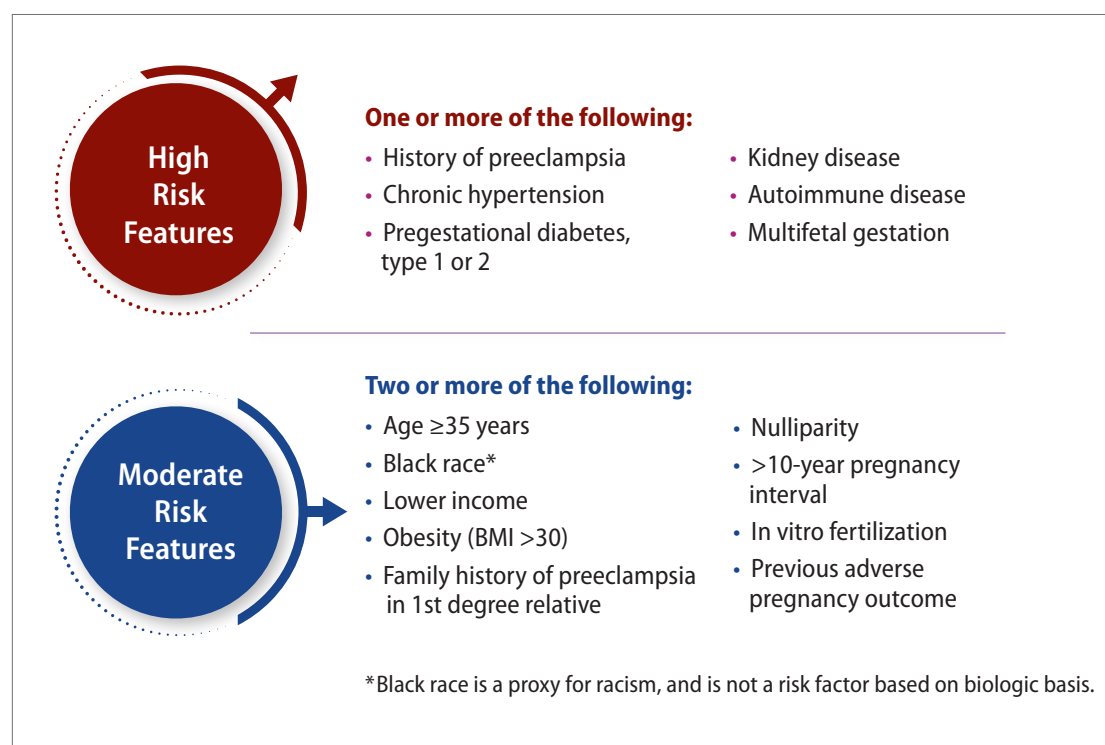 High
Risk
Features
One or more of the following:
• History of preeclampsia
• Chronic hypertension
• Pregestational diabetes,
type 1 or 2
• Kidney disease
• Autoimmune disease
• Multifetal gestation
Moderate
Risk
Features
Two or more of the following:
• Age ≥35 years
• Black race*
• Lower income
• Obesity (BMI >30)
• Family history of preeclampsia
in 1st degree relative
• Nulliparity
• >10-year pregnancy
interval
• In vitro fertilization
• Previous adverse
pregnancy outcome
*Black race is a proxy for racism, and is not a risk factor based on biologic basis.